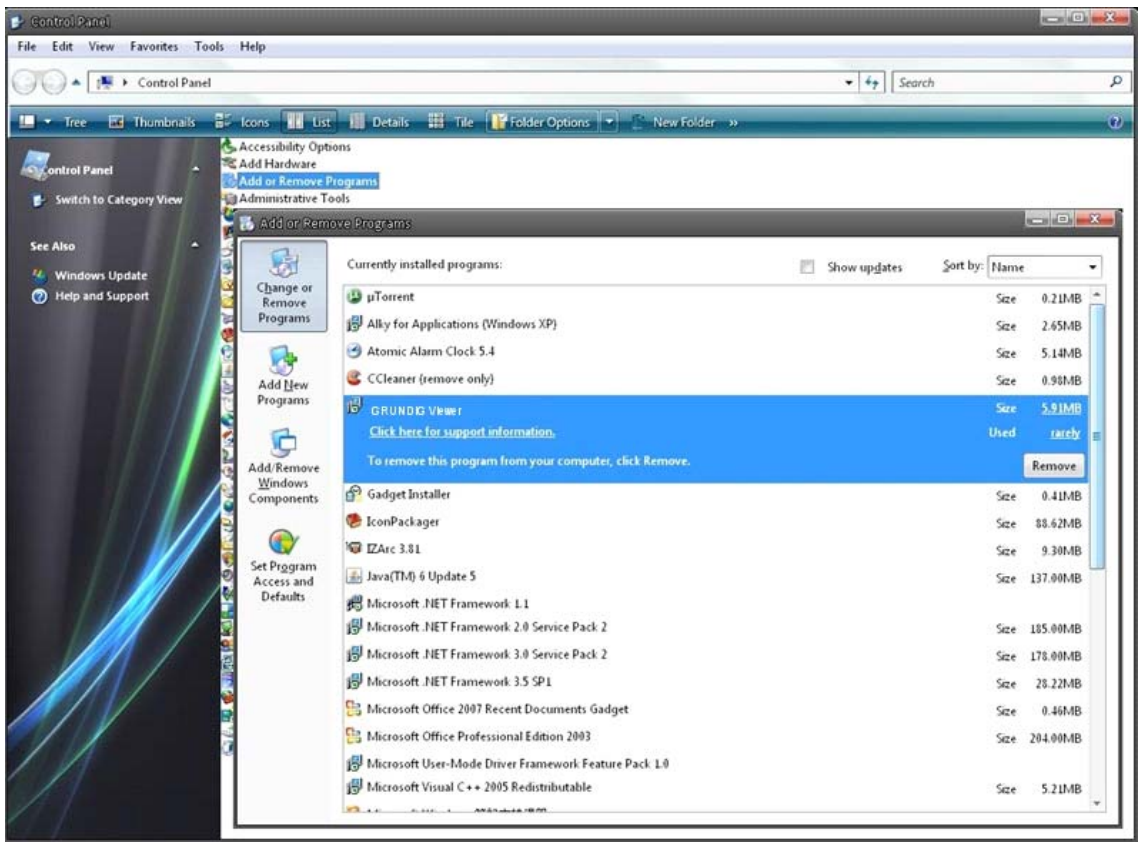 Control Panel
File Edit View Favorites Tools Help
Control Panel
Search
Tree Thumbnails Icons List Details Tile Folder Options New Folder »
Control Panel
Switch to Category View
See Also
Windows Update
Help and Support
Accessibility Options
Add Hardware
Add or Remove Programs
Administrative Tools
Add or Remove Programs
Change or
Remove
Programs
Add New
Programs
Add/Remove
Windows
Components
Set Program
Access and
Defaults
Currently installed programs:
Show updates
Sort by: Name
µTorrent Size 0.21MB
Alky for Applications (Windows XP) Size 2.65MB
Atomic Alarm Clock 5.4 Size 5.14MB
CCleaner (remove only) Size 0.98MB
GRUNDIG Viewer Size 5.91MB
Click here for support information. Used rarely
To remove this program from your computer, click Remove. Remove
Gadget Installer Size 0.41MB
IconPackager Size 88.62MB
IZArc 3.81 Size 9.30MB
Java(TM) 6 Update 5 Size 137.00MB
Microsoft .NET Framework 1.1
Microsoft .NET Framework 2.0 Service Pack 2 Size 185.00MB
Microsoft .NET Framework 3.0 Service Pack 2 Size 178.00MB
Microsoft .NET Framework 3.5 SP1 Size 28.22MB
Microsoft Office 2007 Recent Documents Gadget Size 0.46MB
Microsoft Office Professional Edition 2003 Size 204.00MB
Microsoft User-Mode Driver Framework Feature Pack 1.0
Microsoft Visual C++ 2005 Redistributable Size 5.21MB